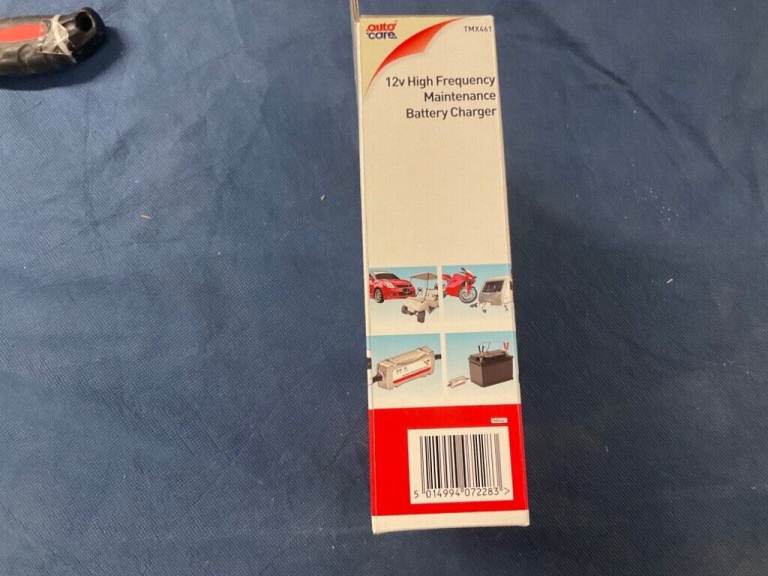 auto
care.
TMX461
12v High Frequency
Maintenance
Battery Charger
5 014994 072283 >